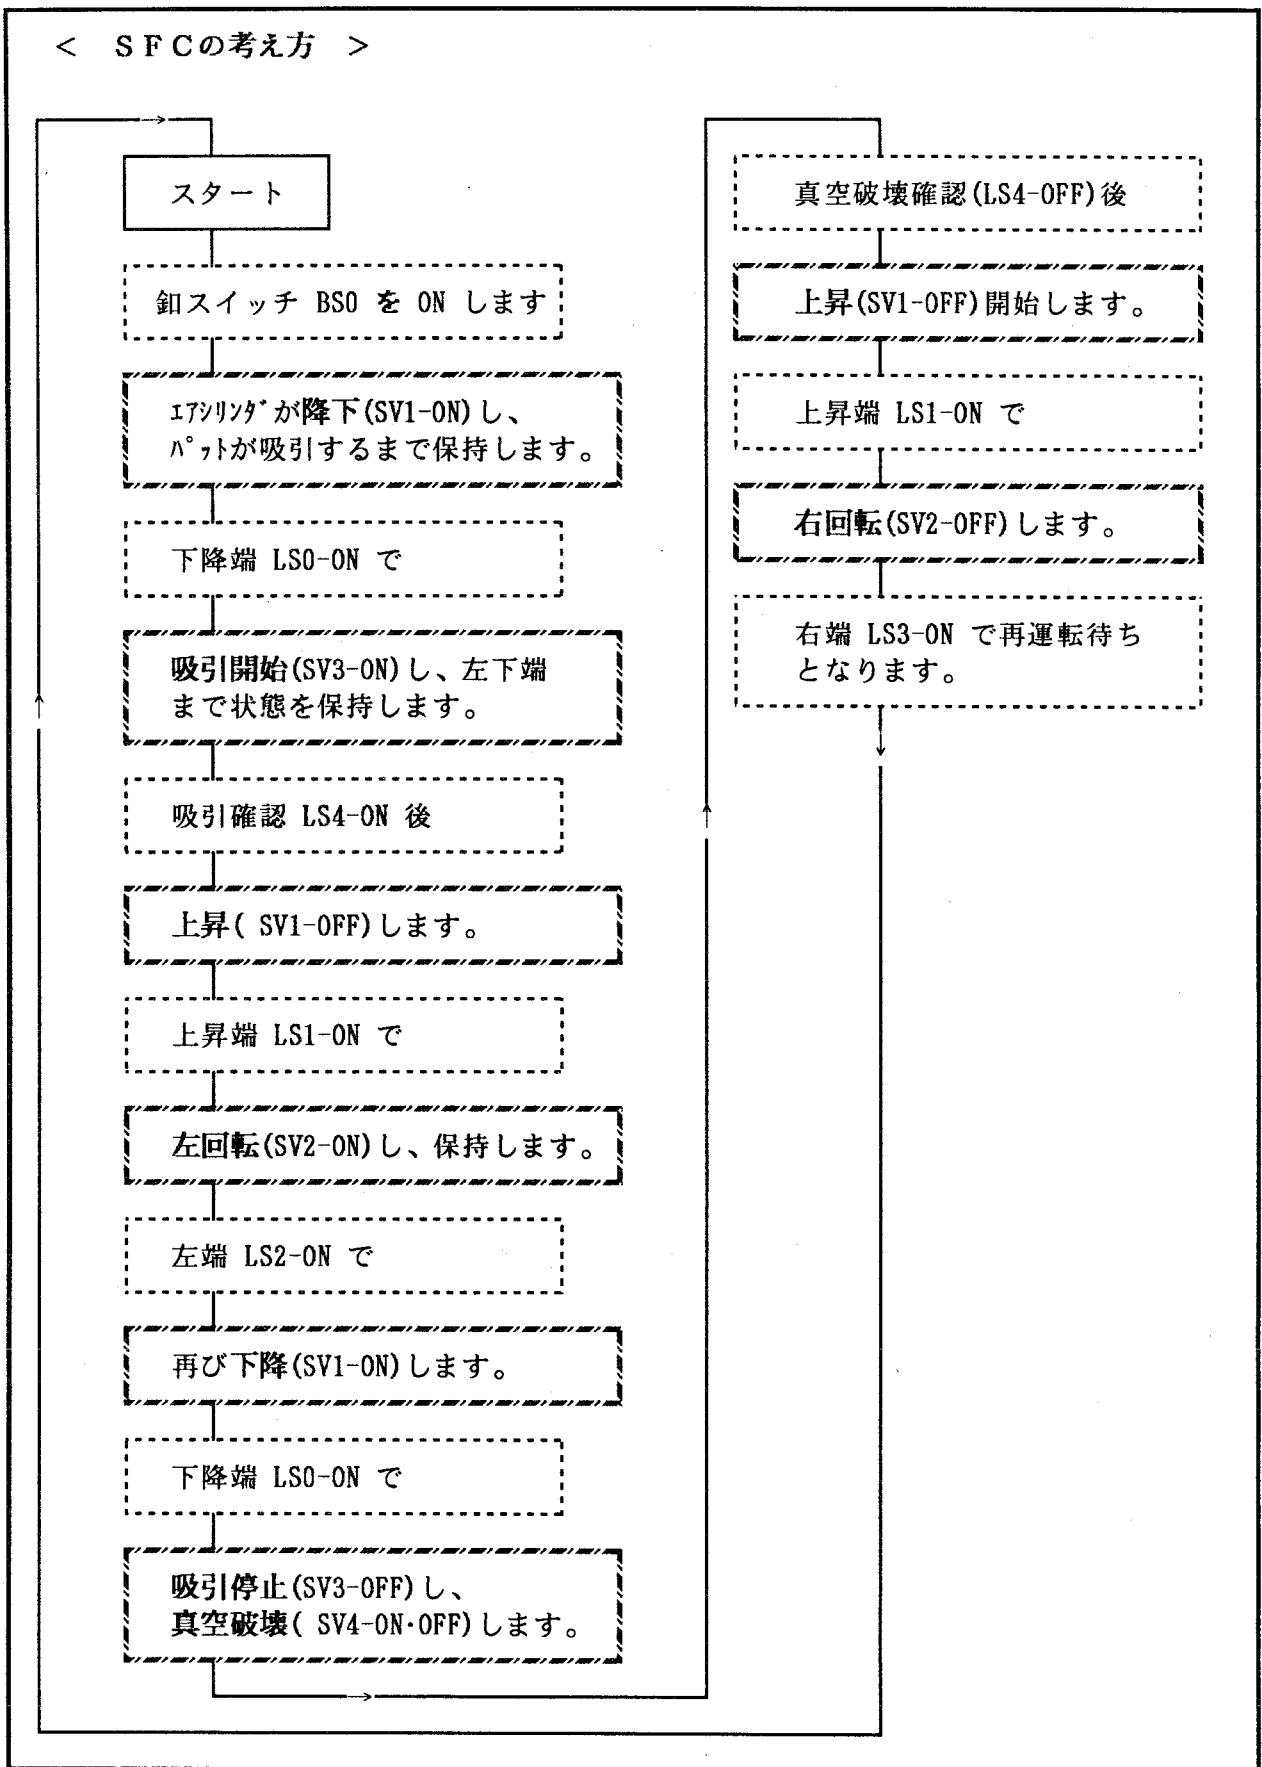 < SFCの考え方 >
スタート
釦スイッチ BS0 を ON します
ｴｱｼﾘﾝﾀﾞが降下(SV1-ON)し、
ﾊﾟｯﾄが吸引するまで保持します。
下降端 LS0-ON で
吸引開始(SV3-ON)し、左下端
まで状態を保持します。
吸引確認 LS4-ON 後
上昇( SV1-OFF)します。
上昇端 LS1-ON で
左回転(SV2-ON)し、保持します。
左端 LS2-ON で
再び下降(SV1-ON)します。
下降端 LS0-ON で
吸引停止(SV3-OFF)し、
真空破壊( SV4-ON･OFF)します。
真空破壊確認(LS4-OFF)後
上昇(SV1-OFF)開始します。
上昇端 LS1-ON で
右回転(SV2-OFF)します。
右端 LS3-ON で再運転待ち
となります。